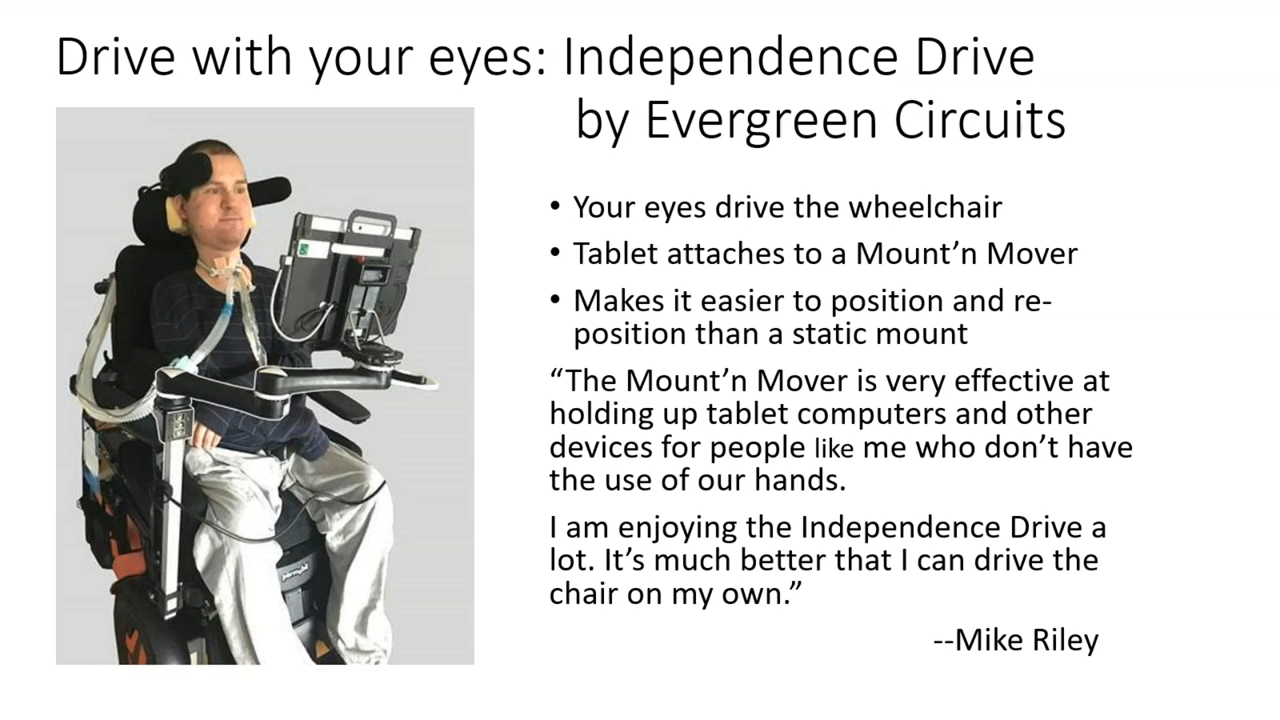 Drive with your eyes: Independence Drive
by Evergreen Circuits
• Your eyes drive the wheelchair
• Tablet attaches to a Mount’n Mover
• Makes it easier to position and re-
position than a static mount
“The Mount’n Mover is very effective at
holding up tablet computers and other
devices for people like me who don’t have
the use of our hands.
I am enjoying the Independence Drive a
lot. It’s much better that I can drive the
chair on my own.”
--Mike Riley